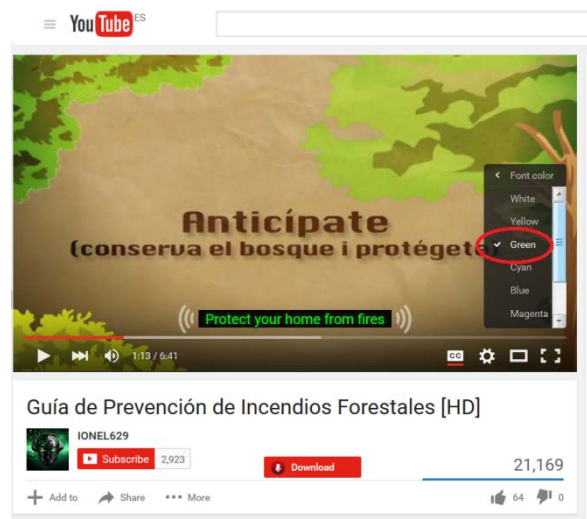 YouTube ES
Font color
White
Yellow
Anticípate
Green
(conserva el bosque i protégete)
Cyan
Blue
Protect your home from fires
Magenta
1:13 / 6:41
CC
Guía de Prevención de Incendios Forestales [HD]
IONEL629
Subscribe 2,923
Download
21,169
Add to Share More
64 0